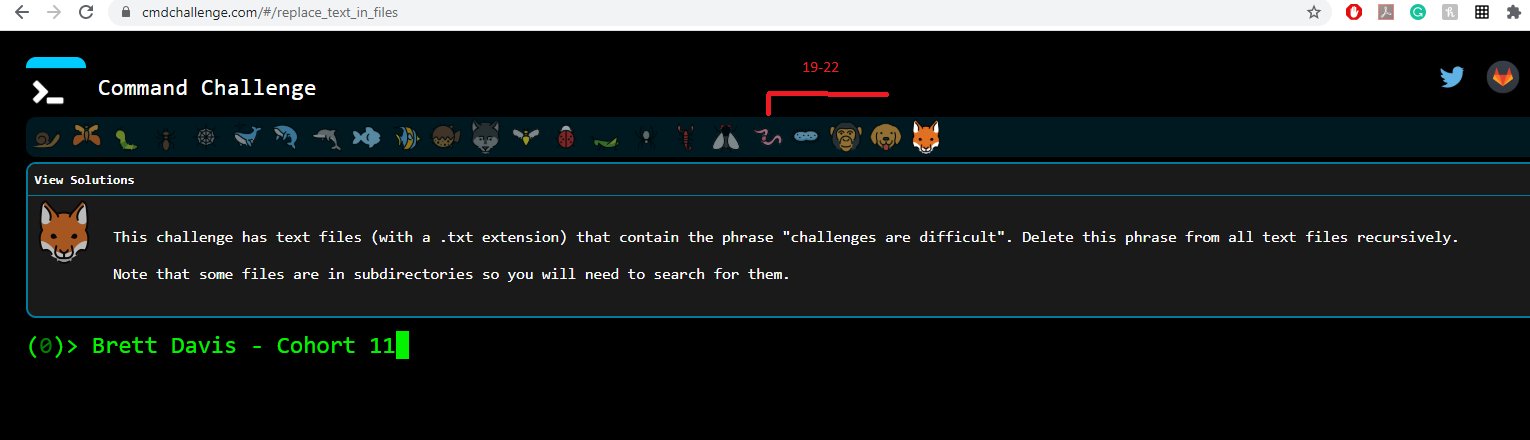 cmdchallenge.com/#/replace_text_in_files
19-22
Command Challenge
View Solutions
This challenge has text files (with a .txt extension) that contain the phrase "challenges are difficult". Delete this phrase from all text files recursively.
Note that some files are in subdirectories so you will need to search for them.
(0)> Brett Davis - Cohort 11